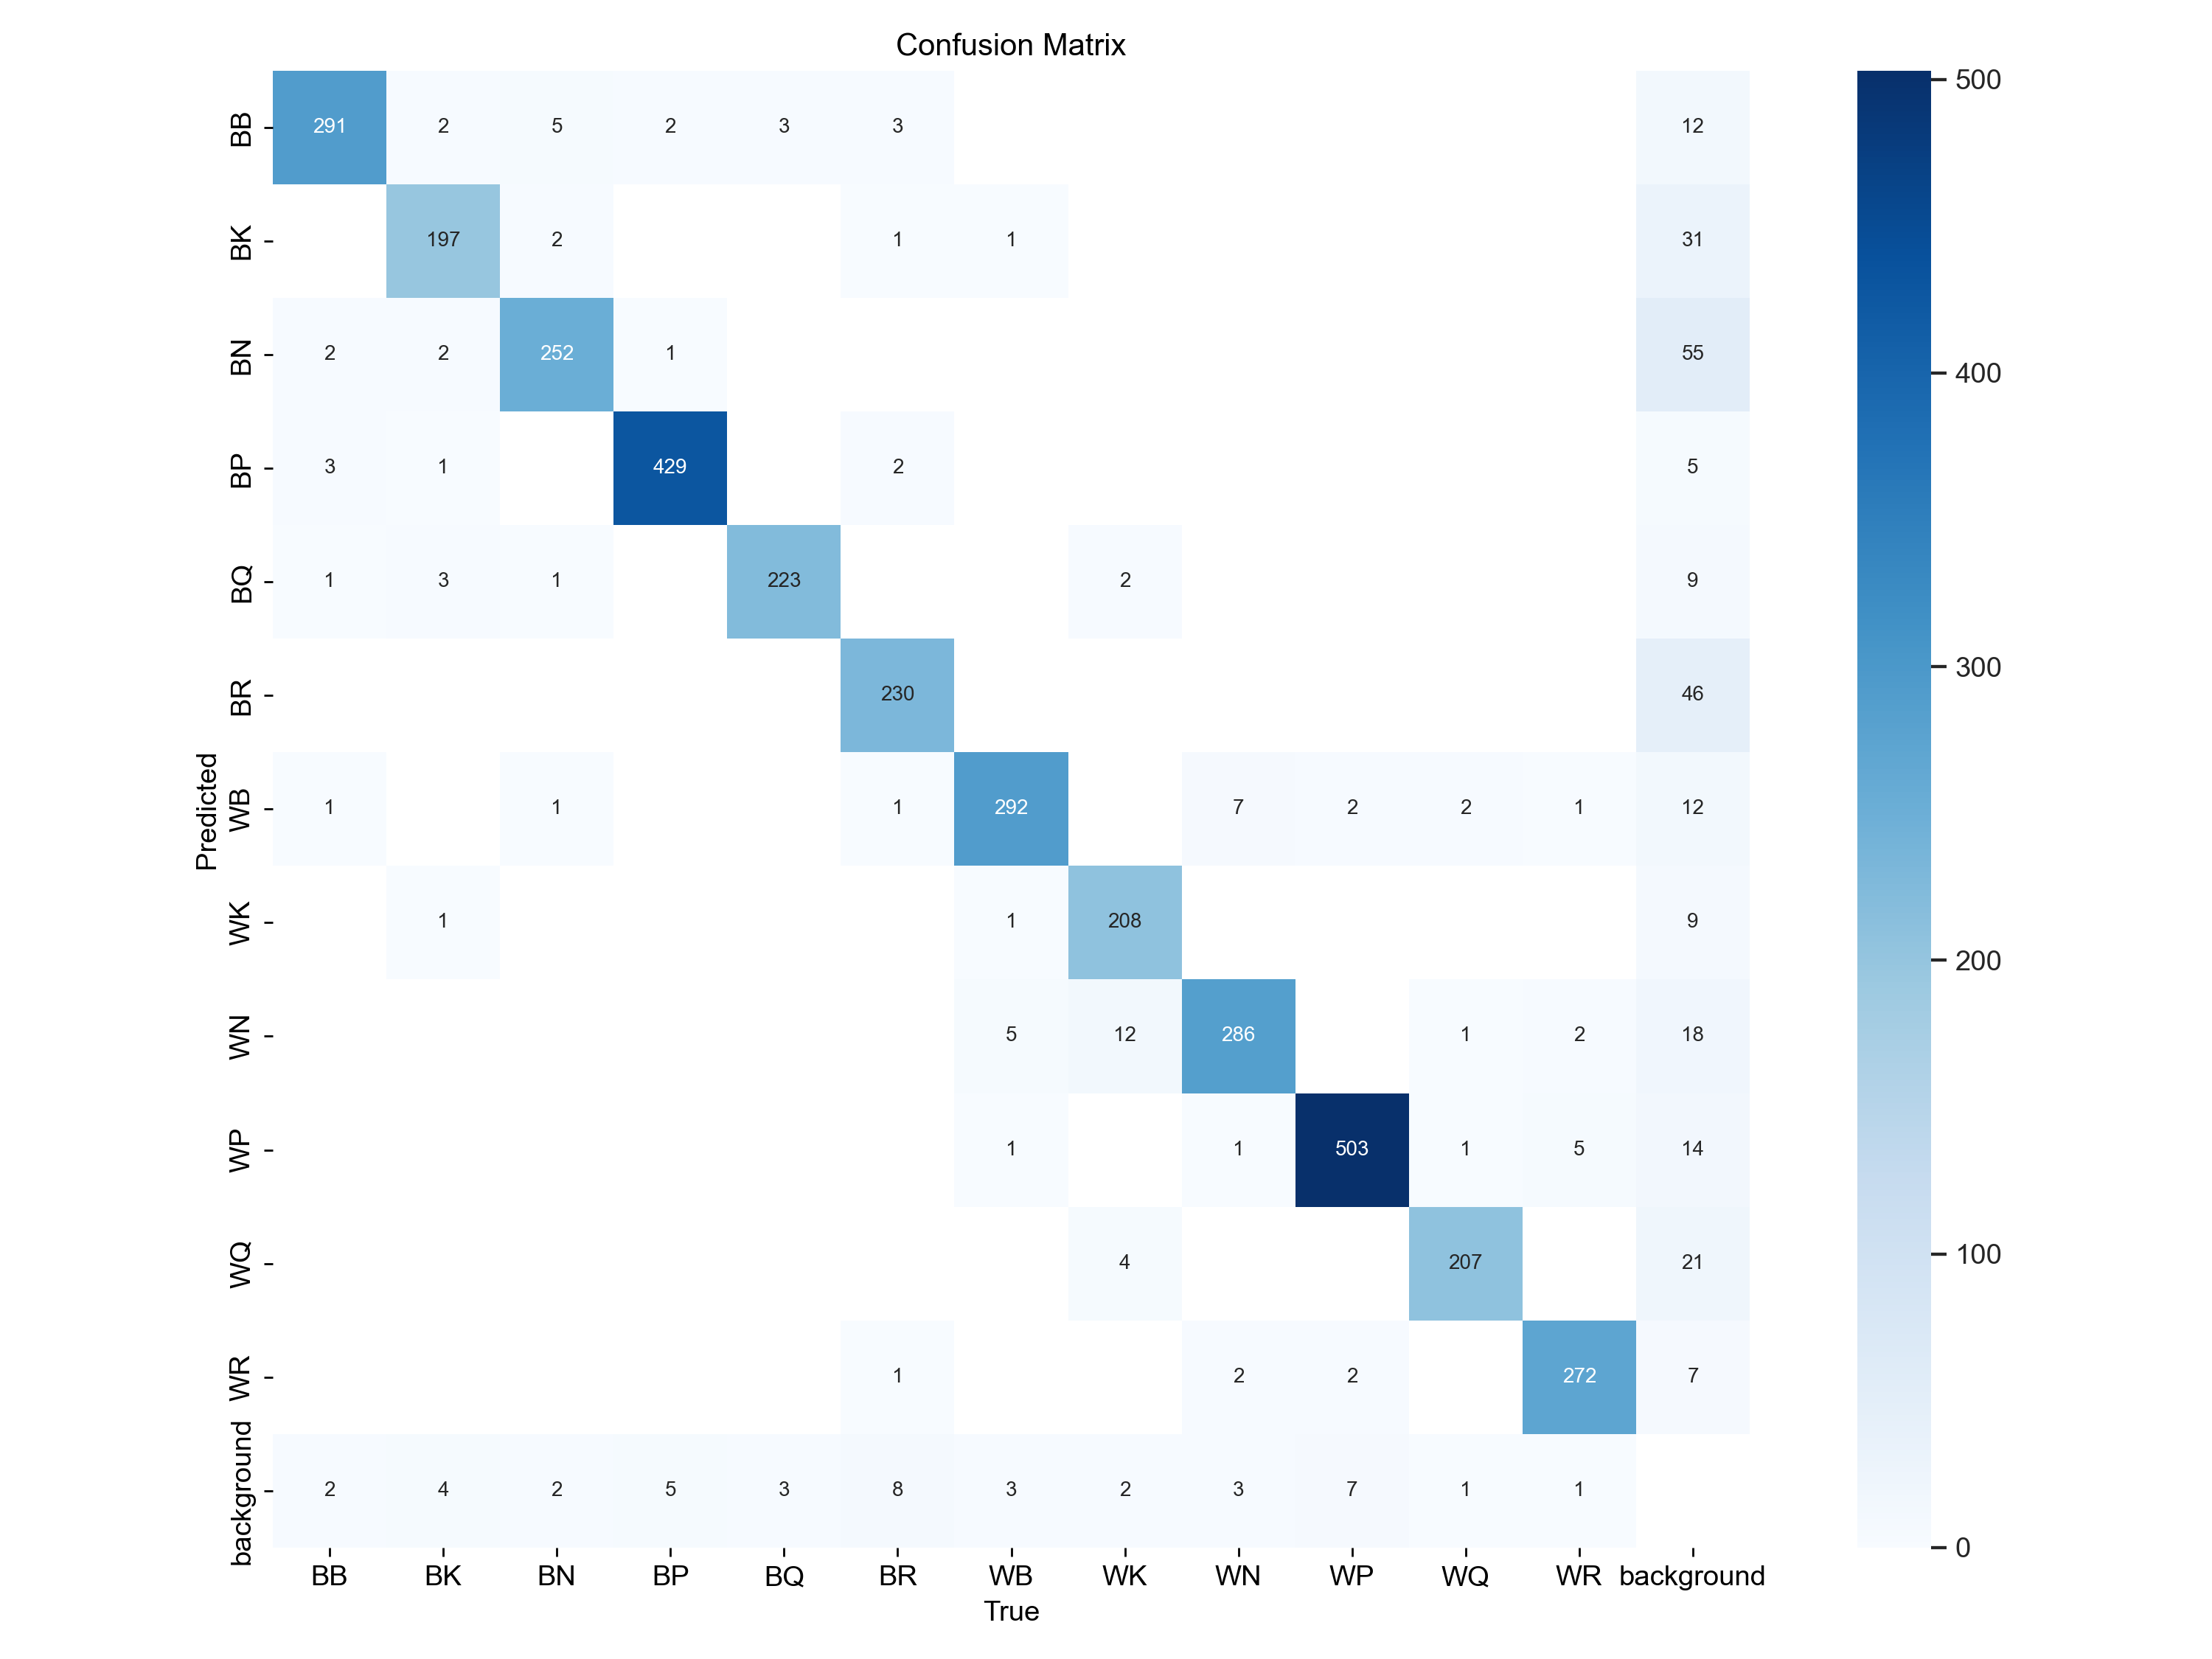 Confusion Matrix
BB 291 2 5 2 3 3 12
BK 197 2 1 1 31
BN 2 2 252 1 55
BP 3 1 429 2 5
BQ 1 3 1 223 2 9
BR 230 46
WB 1 1 1 292 7 2 2 1 12
WK 1 1 208 9
WN 5 12 286 1 2 18
WP 1 1 503 1 5 14
WQ 4 207 21
WR 1 2 2 272 7
background 2 4 2 5 3 8 3 2 3 7 1 1
BB BK BN BP BQ BR WB WK WN WP WQ WR background
True
Predicted
500
400
300
200
100
0